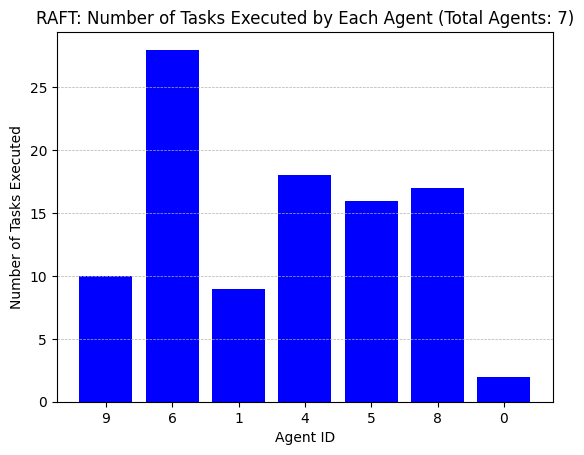 RAFT: Number of Tasks Executed by Each Agent (Total Agents: 7)
Number of Tasks Executed
25
20
15
10
5
0
9 6 1 4 5 8 0
Agent ID